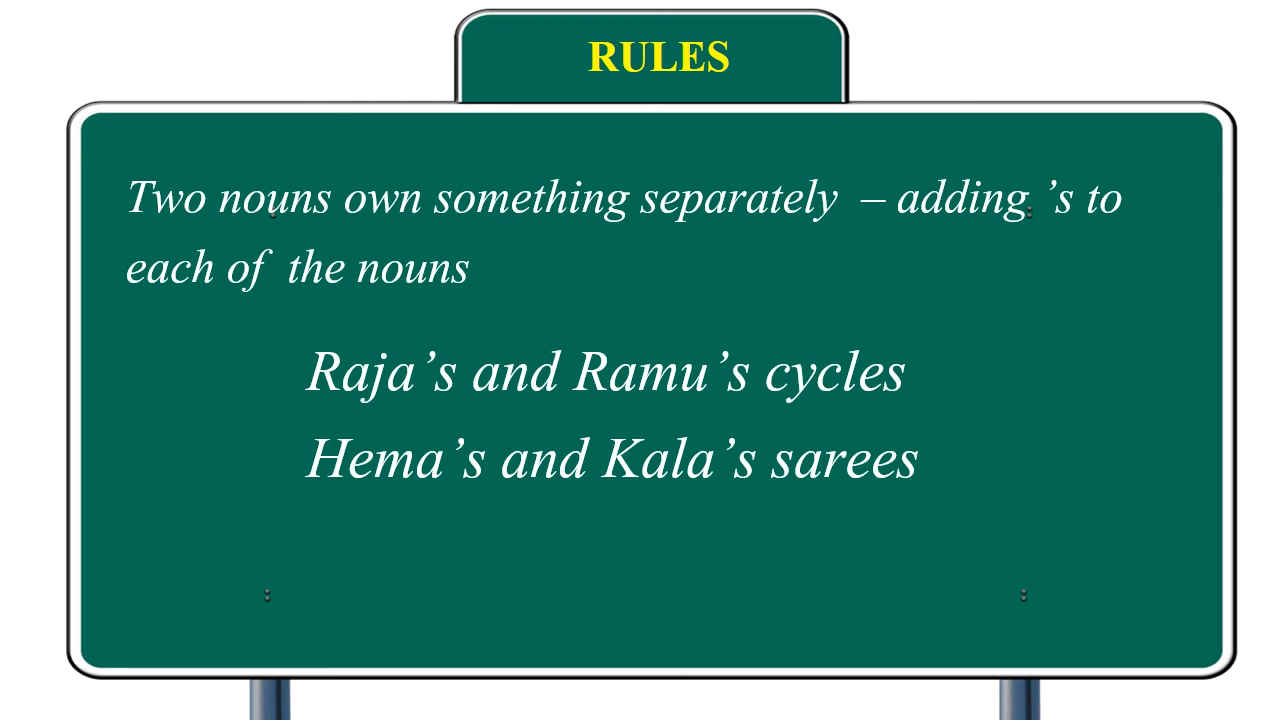 RULES
Two nouns own something separately – adding ’s to
each of the nouns
Raja’s and Ramu’s cycles
Hema’s and Kala’s sarees